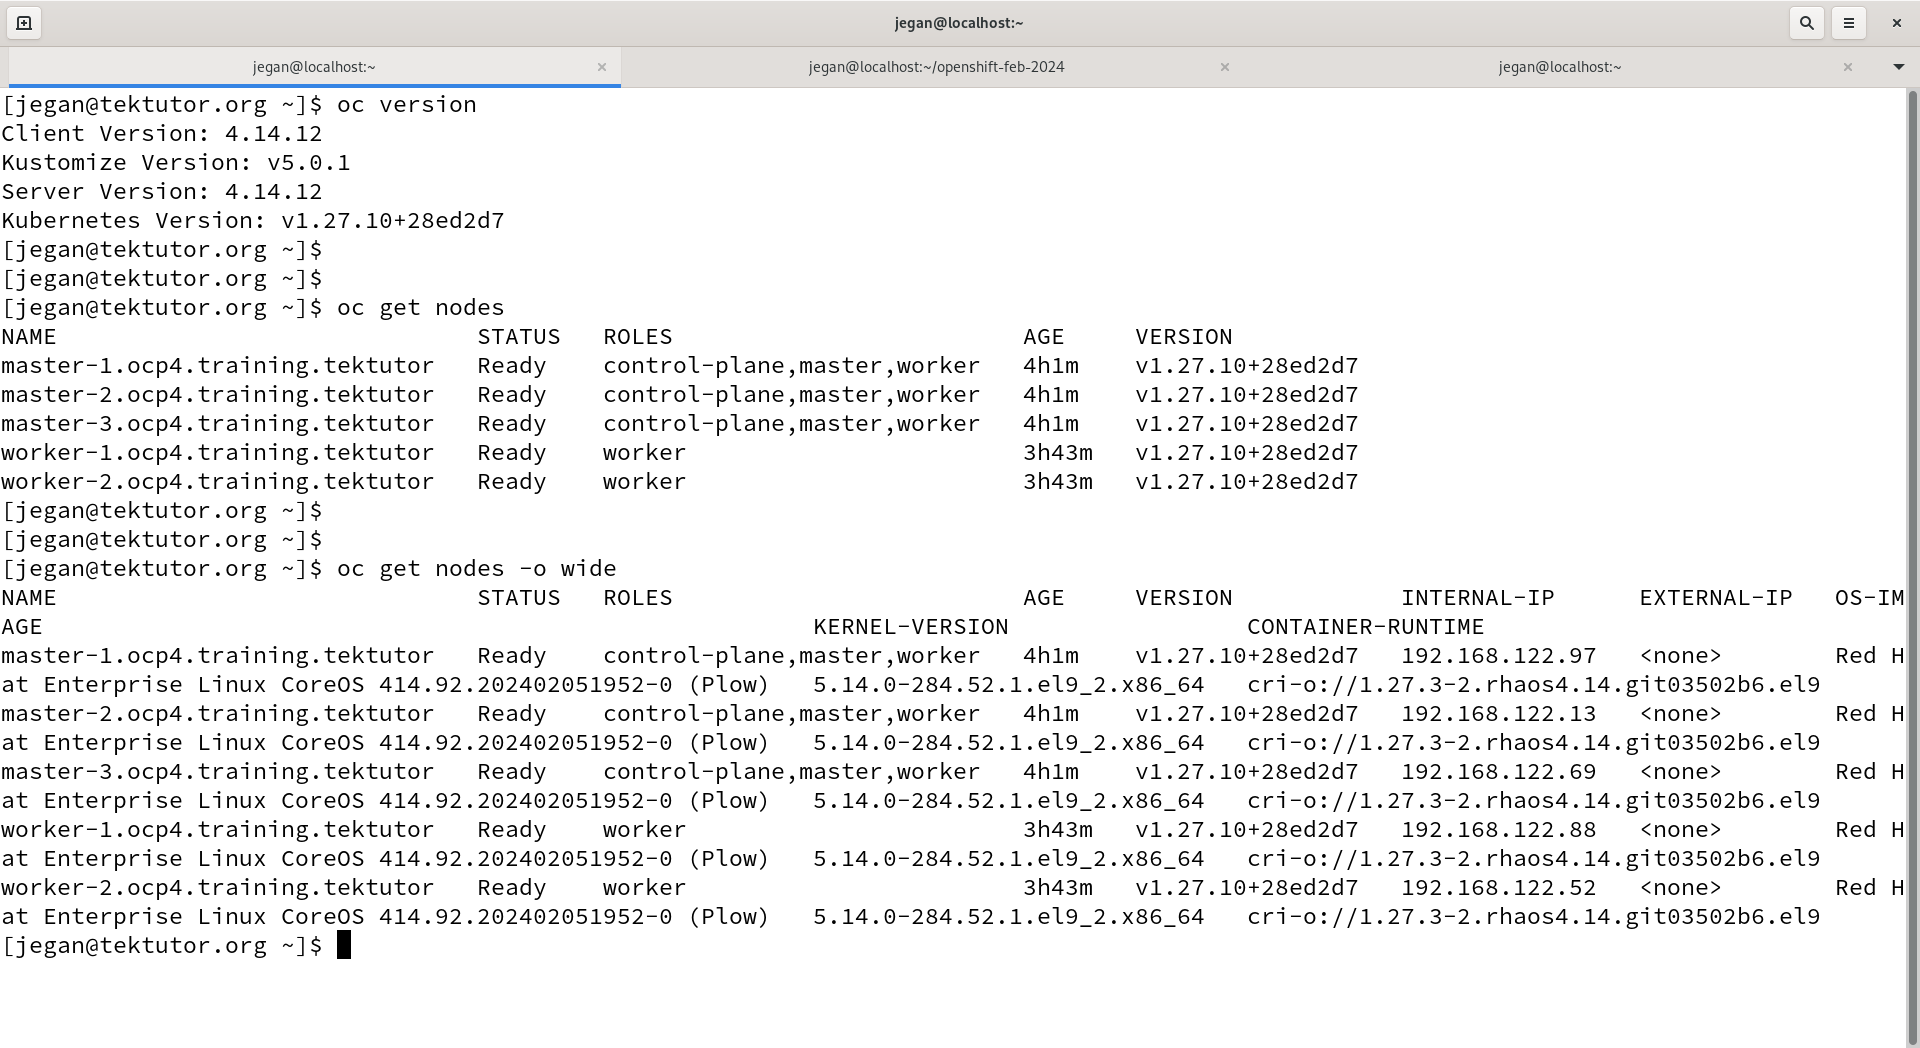 jegan@localhost:~
jegan@localhost:~ jegan@localhost:~/openshift-feb-2024 jegan@localhost:~
[jegan@tektutor.org ~]$ oc version
Client Version: 4.14.12
Kustomize Version: v5.0.1
Server Version: 4.14.12
Kubernetes Version: v1.27.10+28ed2d7
[jegan@tektutor.org ~]$
[jegan@tektutor.org ~]$
[jegan@tektutor.org ~]$ oc get nodes
NAME                              STATUS   ROLES                         AGE     VERSION
master-1.ocp4.training.tektutor   Ready    control-plane,master,worker   4h1m    v1.27.10+28ed2d7
master-2.ocp4.training.tektutor   Ready    control-plane,master,worker   4h1m    v1.27.10+28ed2d7
master-3.ocp4.training.tektutor   Ready    control-plane,master,worker   4h1m    v1.27.10+28ed2d7
worker-1.ocp4.training.tektutor   Ready    worker                        3h43m   v1.27.10+28ed2d7
worker-2.ocp4.training.tektutor   Ready    worker                        3h43m   v1.27.10+28ed2d7
[jegan@tektutor.org ~]$
[jegan@tektutor.org ~]$
[jegan@tektutor.org ~]$ oc get nodes -o wide
NAME                              STATUS   ROLES                         AGE     VERSION            INTERNAL-IP      EXTERNAL-IP   OS-IM
AGE                                                       KERNEL-VERSION                 CONTAINER-RUNTIME
master-1.ocp4.training.tektutor   Ready    control-plane,master,worker   4h1m    v1.27.10+28ed2d7   192.168.122.97   <none>        Red H
at Enterprise Linux CoreOS 414.92.202402051952-0 (Plow)   5.14.0-284.52.1.el9_2.x86_64   cri-o://1.27.3-2.rhaos4.14.git03502b6.el9
master-2.ocp4.training.tektutor   Ready    control-plane,master,worker   4h1m    v1.27.10+28ed2d7   192.168.122.13   <none>        Red H
at Enterprise Linux CoreOS 414.92.202402051952-0 (Plow)   5.14.0-284.52.1.el9_2.x86_64   cri-o://1.27.3-2.rhaos4.14.git03502b6.el9
master-3.ocp4.training.tektutor   Ready    control-plane,master,worker   4h1m    v1.27.10+28ed2d7   192.168.122.69   <none>        Red H
at Enterprise Linux CoreOS 414.92.202402051952-0 (Plow)   5.14.0-284.52.1.el9_2.x86_64   cri-o://1.27.3-2.rhaos4.14.git03502b6.el9
worker-1.ocp4.training.tektutor   Ready    worker                        3h43m   v1.27.10+28ed2d7   192.168.122.88   <none>        Red H
at Enterprise Linux CoreOS 414.92.202402051952-0 (Plow)   5.14.0-284.52.1.el9_2.x86_64   cri-o://1.27.3-2.rhaos4.14.git03502b6.el9
worker-2.ocp4.training.tektutor   Ready    worker                        3h43m   v1.27.10+28ed2d7   192.168.122.52   <none>        Red H
at Enterprise Linux CoreOS 414.92.202402051952-0 (Plow)   5.14.0-284.52.1.el9_2.x86_64   cri-o://1.27.3-2.rhaos4.14.git03502b6.el9
[jegan@tektutor.org ~]$